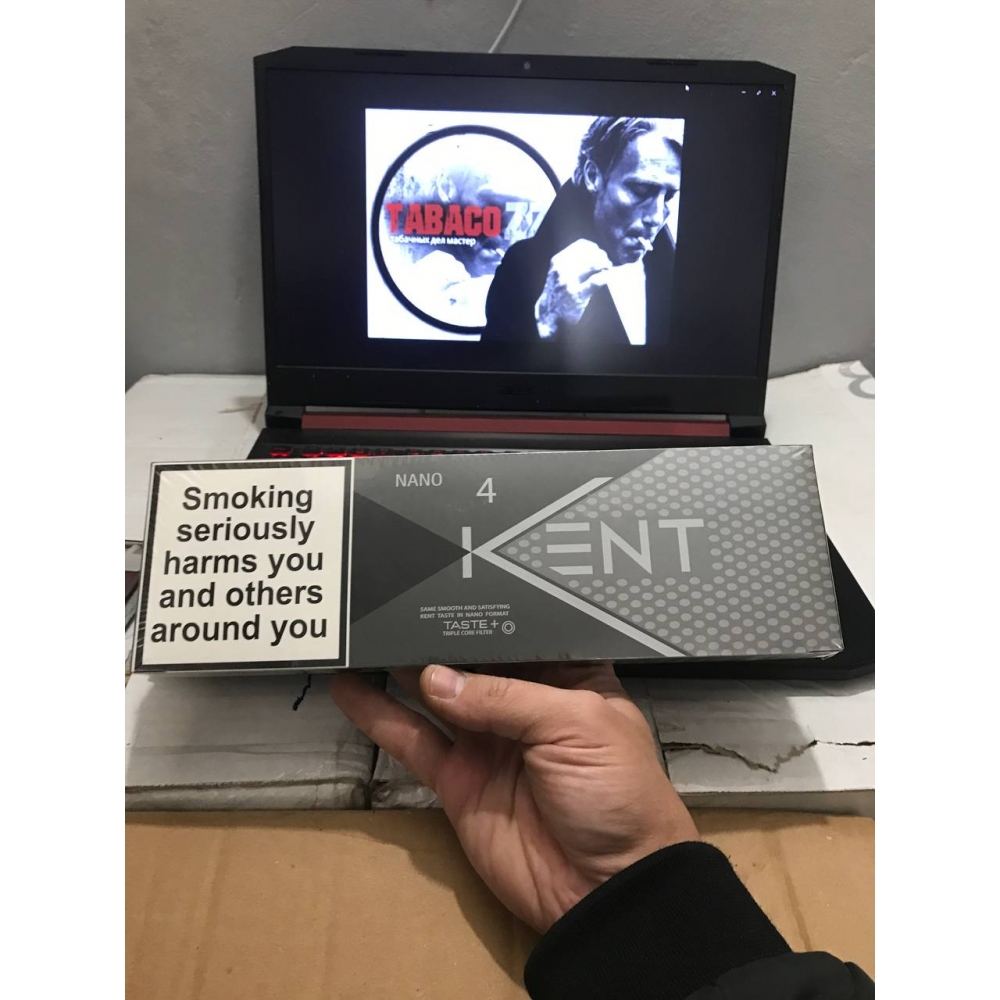 TABACO
табачных дел мастер
NANO
4
KENT
Smoking
seriously
harms you
and others
around you
SAME SMOOTH AND SATISFYING
KENT TASTE IN NANO FORMAT
TASTE+
TRIPLE CORE FILTER